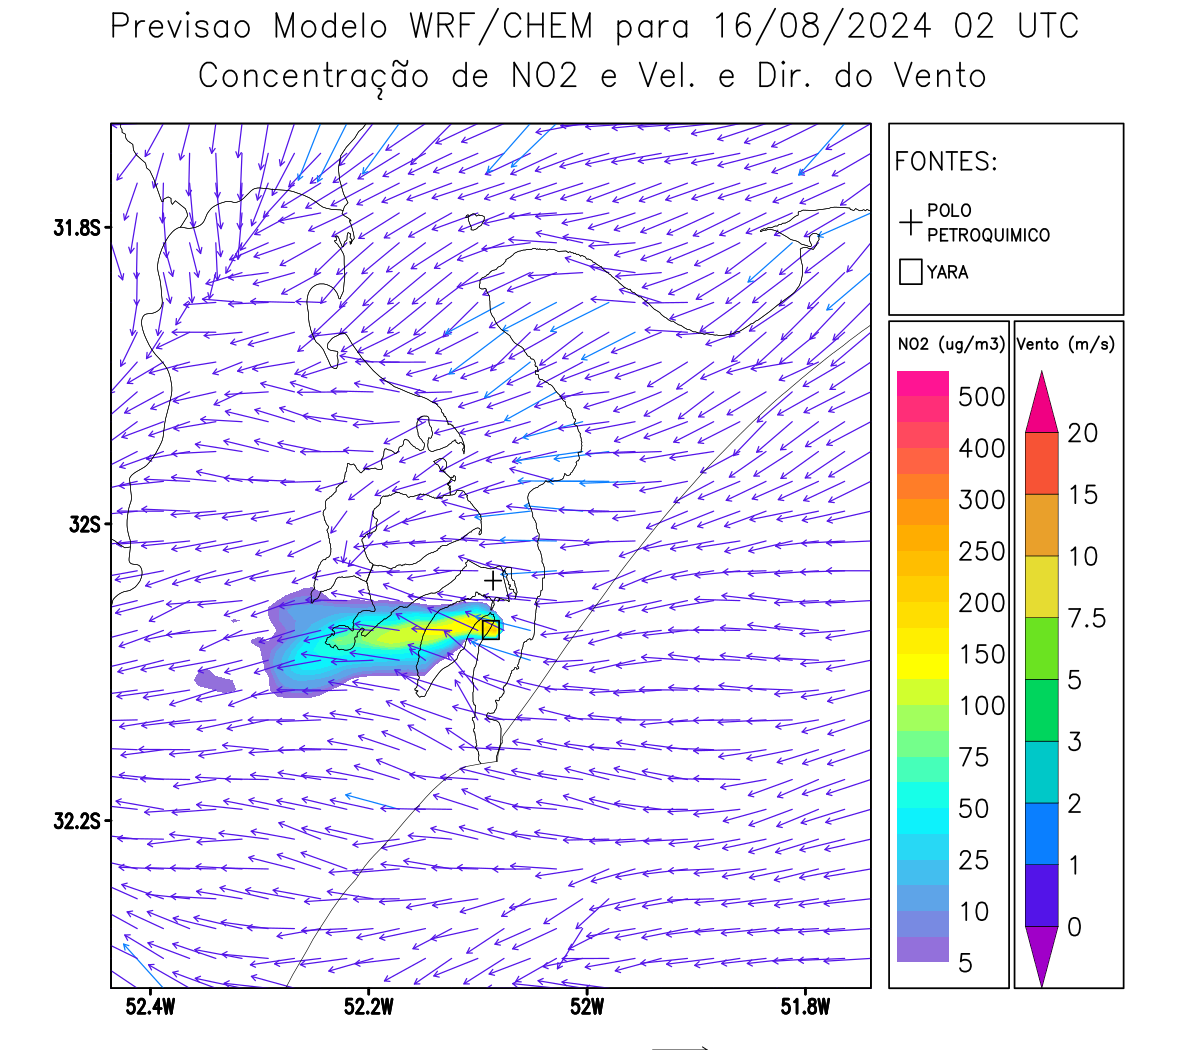 Previsao Modelo WRF/CHEM para 16/08/2024 02 UTC
Concentração de NO2 e Vel. e Dir. do Vento
FONTES:
POLO
PETROQUIMICO
YARA
NO2 (ug/m3)
Vento (m/s)
500
400
300
250
200
150
100
75
50
25
10
5
20
15
10
7.5
5
3
2
1
0
31.8S
32S
32.2S
52.4W
52.2W
52W
51.8W